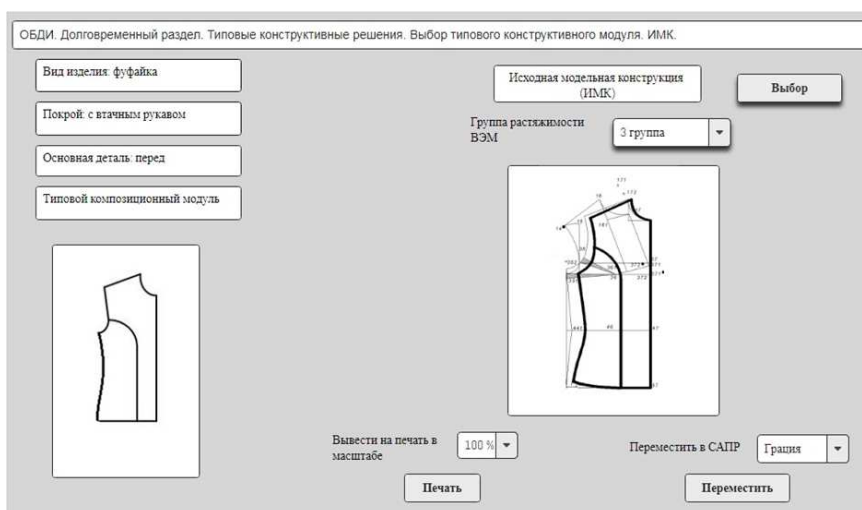 ОБДИ. Долговременный раздел. Типовые конструктивные решения. Выбор типового конструктивного модуля. ИМК.
Вид изделия: фуфайка
Покрой: с втачным рукавом
Основная деталь: перед
Типовой композиционный модуль
Исходная модельная конструкция
(ИМК)
Выбор
Группа растяжимости
ВЭМ
3 группа
Вывести на печать в
масштабе
100 %
Печать
Переместить в САПР
Грация
Переместить